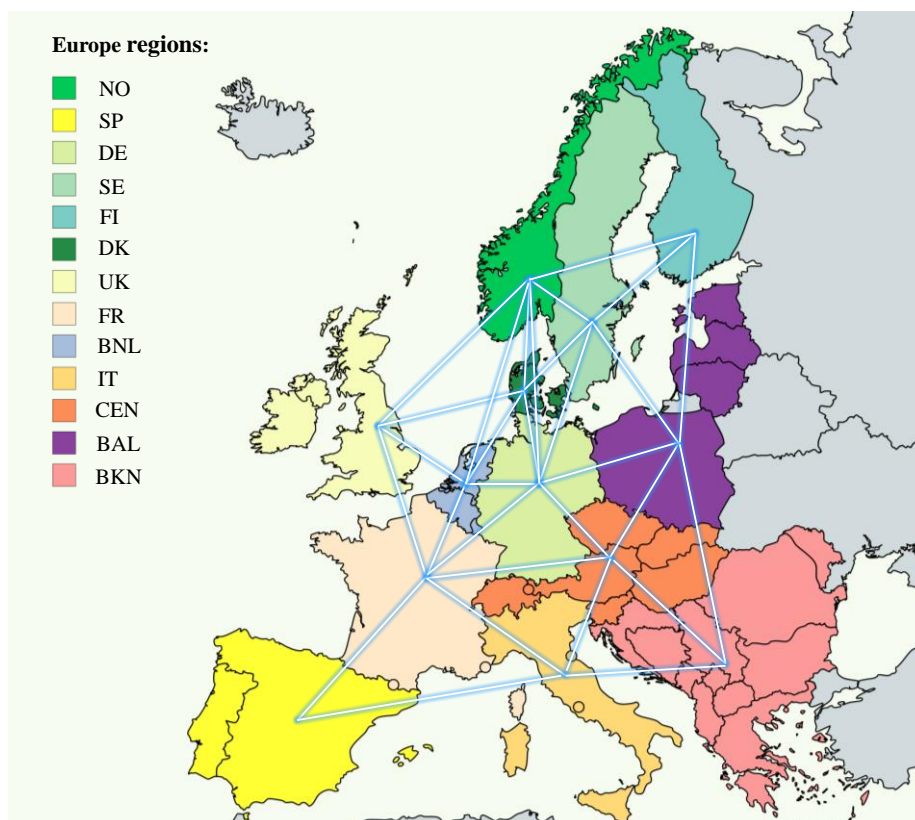 Europe regions:
NO
SP
DE
SE
FI
DK
UK
FR
BNL
IT
CEN
BAL
BKN